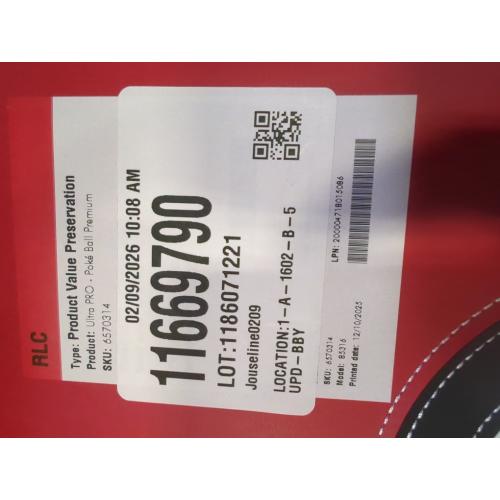 RLC
Type: Product Value Preservation
Product: Ultra PRO - Poké Ball Premium
SKU: 6570314
02/09/2026 10:08 AM
11669790
LOT:1186071221
Jouseline0209
LOCATION:1-A-1602-B-5
UPD-BBY
SKU: 6570314
Model: 85316
Printed date: 12/10/2025
LPN: 200004718015086